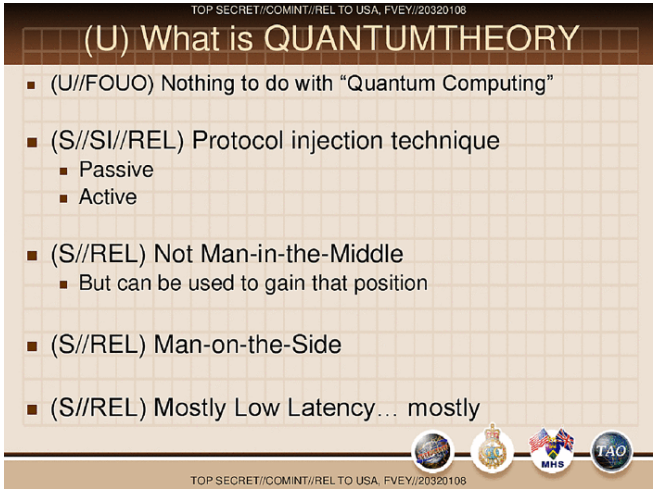 TOP SECRET//COMINT//REL TO USA, FVEY//20320108
(U) What is QUANTUMTHEORY
(U//FOUO) Nothing to do with “Quantum Computing”
(S//SI//REL) Protocol injection technique
Passive
Active
(S//REL) Not Man-in-the-Middle
But can be used to gain that position
(S//REL) Man-on-the-Side
(S//REL) Mostly Low Latency… mostly
MHS
TAO
TOP SECRET//COMINT//REL TO USA, FVEY//20320108